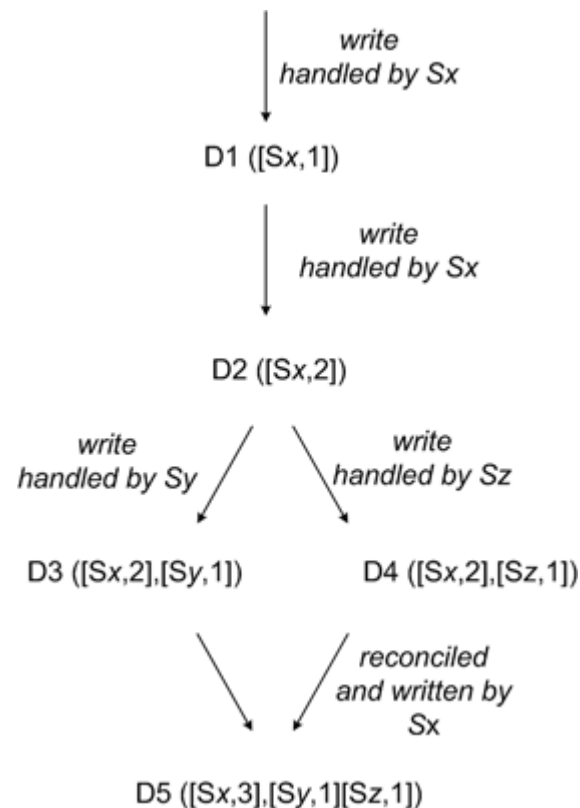 write
handled by Sx
D1 ([Sx,1])
write
handled by Sx
D2 ([Sx,2])
write
handled by Sy
write
handled by Sz
D3 ([Sx,2],[Sy,1])
D4 ([Sx,2],[Sz,1])
reconciled
and written by
Sx
D5 ([Sx,3],[Sy,1][Sz,1])